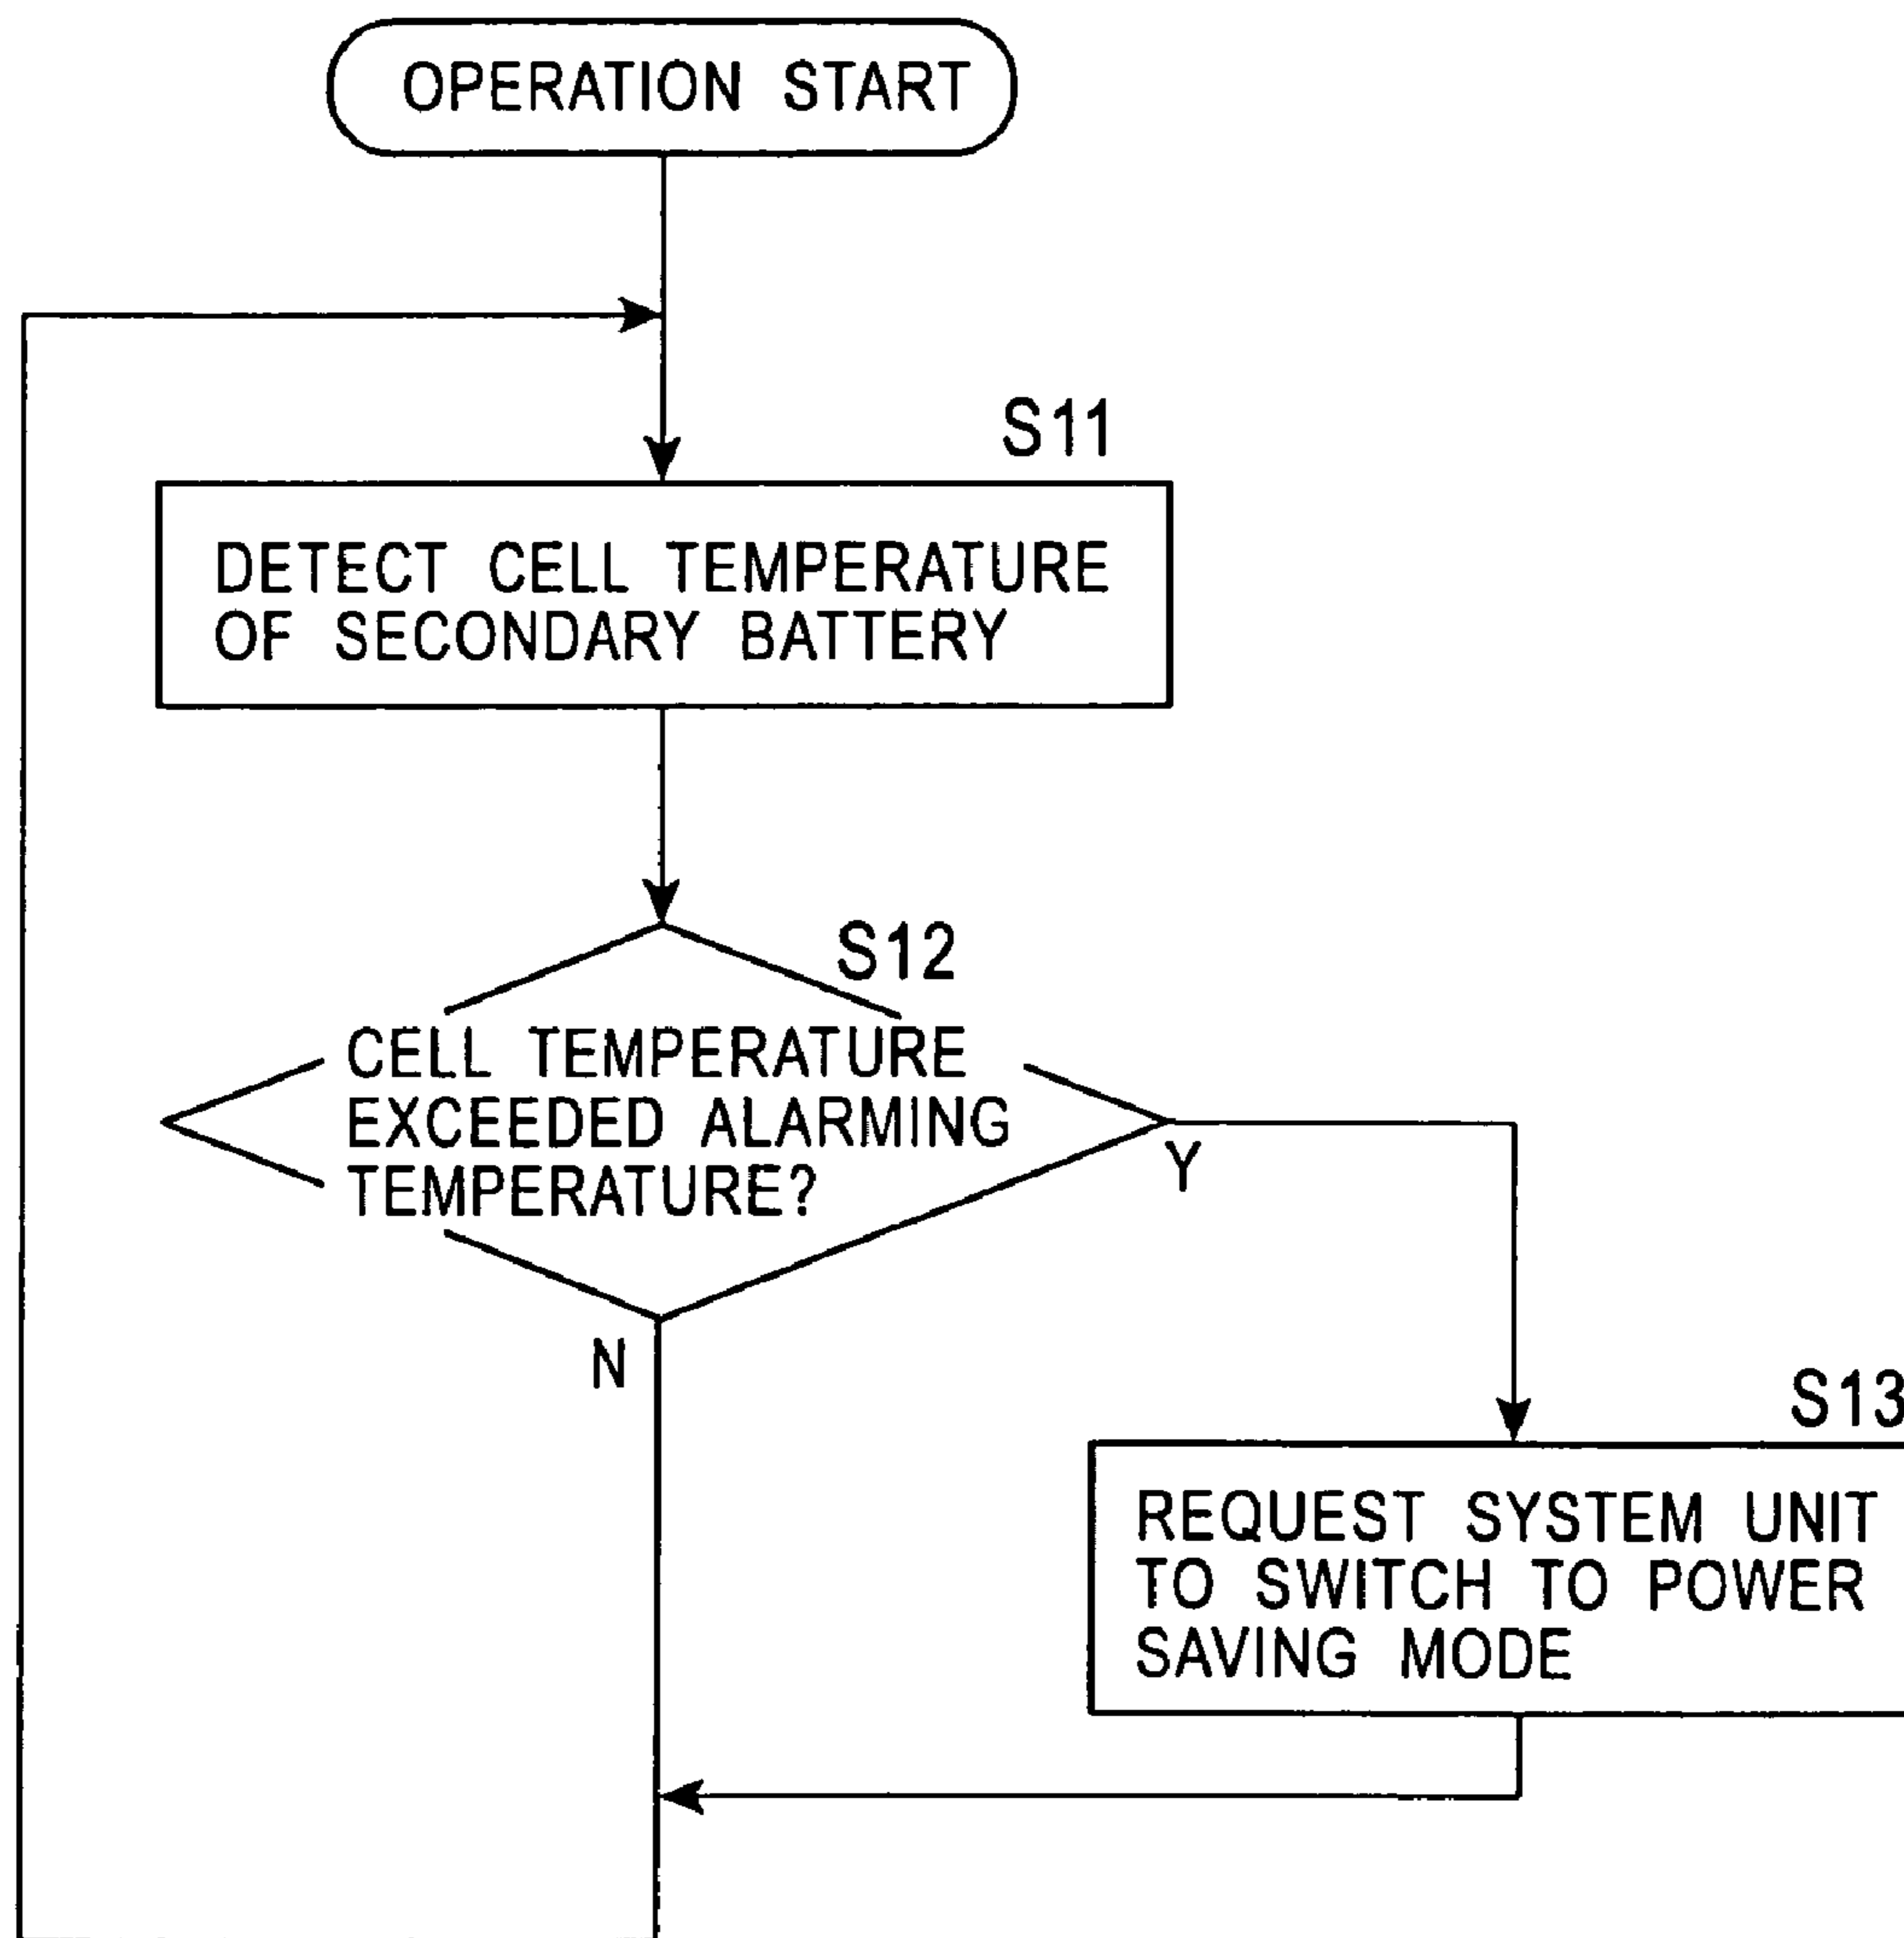 OPERATION START
S11
DETECT CELL TEMPERATURE
OF SECONDARY BATTERY
S12
CELL TEMPERATURE
EXCEEDED ALARMING
TEMPERATURE?
Y
N
S13
REQUEST SYSTEM UNIT
TO SWITCH TO POWER
SAVING MODE